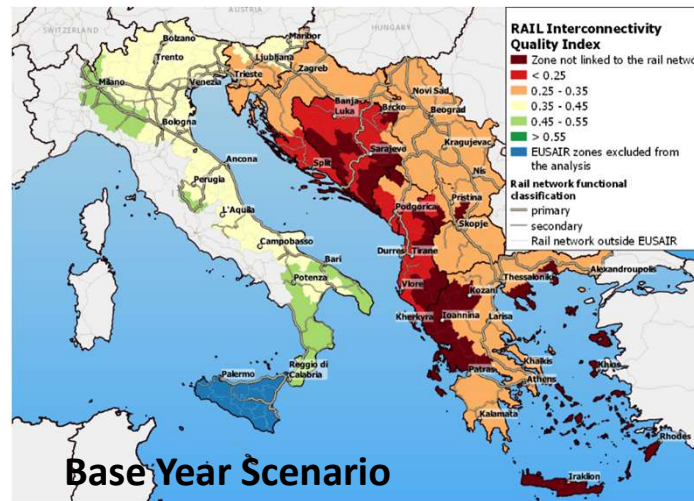 SWITZERLAND
HUNGARY
Bolzano
Maribor
Trento
Ljubljana
Milano
Venezia
Trieste
Zagreb
Novi Sad
Bologna
Banja
Luka
Brcko
Beograd
Ancona
Sarajevo
Kragujevac
Split
Perugia
Nis
L'Aquila
Podgorica
Pristina
Skopje
Campobasso
Durres
Tirane
Bari
Potenza
Vlore
Kozani
Thessaloniki
Alexandroupolis
Kherkyra
Ioannina
Larisa
Palermo
Reggio di
Calabria
Patras
Khalkis
Khios
Athens
Kalamata
Rhodes
Iraklion
RAIL Interconnectivity
Quality Index
Zone not linked to the rail netwo
< 0.25
0.25 - 0.35
0.35 - 0.45
0.45 - 0.55
> 0.55
EUSAIR zones excluded from
the analysis
Rail network functional
classification
primary
secondary
Rail network outside EUSAIR
Base Year Scenario